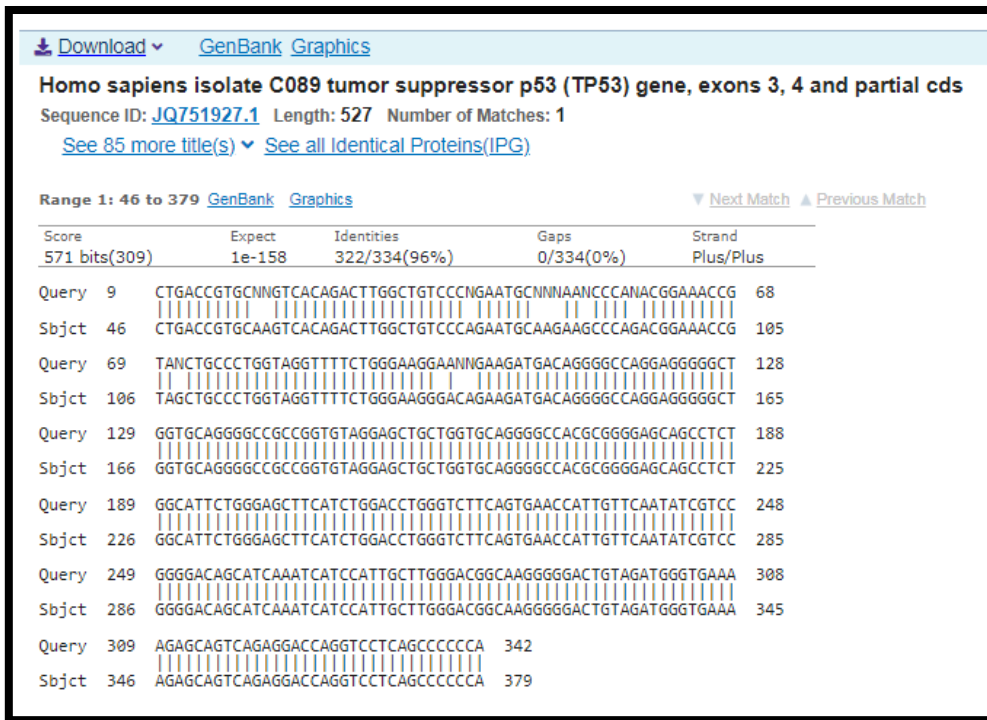 Download GenBank Graphics
Homo sapiens isolate C089 tumor suppressor p53 (TP53) gene, exons 3, 4 and partial cds
Sequence ID: JQ751927.1 Length: 527 Number of Matches: 1
See 85 more title(s) See all Identical Proteins(IPG)
Range 1: 46 to 379 GenBank Graphics ▼ Next Match ▲ Previous Match
Score Expect Identities Gaps Strand
571 bits(309) 1e-158 322/334(96%) 0/334(0%) Plus/Plus
Query 9 CTGACCGTGCNNGTCACAGACTTGGCTGTCCCNGAATGCNNNAANCCCANACGGAAACCG 68
Sbjct 46 CTGACCGTGCAAGTCACAGACTTGGCTGTCCCAGAATGCAAGAAGCCCAGACGGAAACCG 105
Query 69 TANCTGCCCTGGTAGGTTTTCTGGGAAGGAANNGAAGATGACAGGGGCCAGGAGGGGGCT 128
Sbjct 106 TAGCTGCCCTGGTAGGTTTTCTGGGAAGGGACAGAAGATGACAGGGGCCAGGAGGGGGCT 165
Query 129 GGTGCAGGGGCCGCCGGTGTAGGAGCTGCTGGTGCAGGGGCCACGCGGGGAGCAGCCTCT 188
Sbjct 166 GGTGCAGGGGCCGCCGGTGTAGGAGCTGCTGGTGCAGGGGCCACGCGGGGAGCAGCCTCT 225
Query 189 GGCATTCTGGGAGCTTCATCTGGACCTGGGTCTTCAGTGAACCATTGTTCAATATCGTCC 248
Sbjct 226 GGCATTCTGGGAGCTTCATCTGGACCTGGGTCTTCAGTGAACCATTGTTCAATATCGTCC 285
Query 249 GGGGACAGCATCAAATCATCCATTGCTTGGGACGGCAAGGGGGACTGTAGATGGGTGAAA 308
Sbjct 286 GGGGACAGCATCAAATCATCCATTGCTTGGGACGGCAAGGGGGACTGTAGATGGGTGAAA 345
Query 309 AGAGCAGTCAGAGGACCAGGTCCTCAGCCCCCCA 342
Sbjct 346 AGAGCAGTCAGAGGACCAGGTCCTCAGCCCCCCA 379